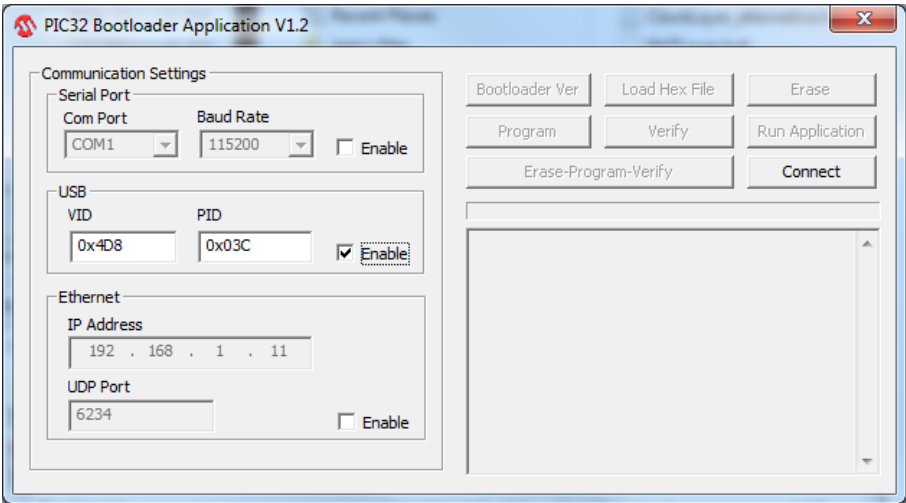 PIC32 Bootloader Application V1.2
Communication Settings
Serial Port
Com Port Baud Rate
COM1 115200 Enable
USB
VID PID
0x4D8 0x03C Enable
Ethernet
IP Address
192 . 168 . 1 . 11
UDP Port
6234 Enable
Bootloader Ver Load Hex File Erase
Program Verify Run Application
Erase-Program-Verify Connect